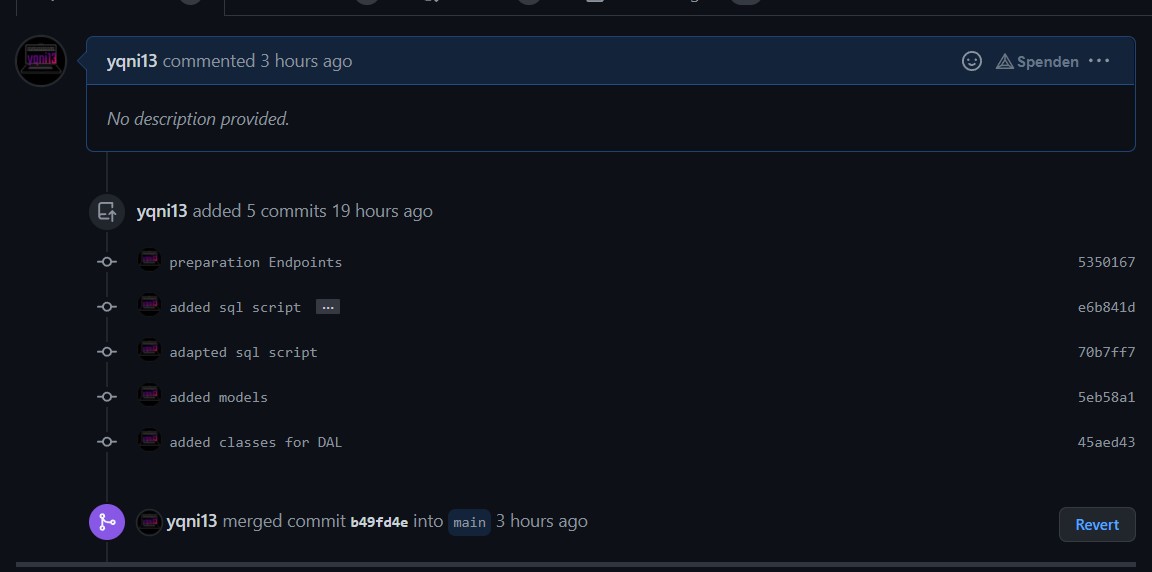 yqni13
yqni13 commented 3 hours ago
Spenden
No description provided.
yqni13 added 5 commits 19 hours ago
preparation Endpoints 5350167
added sql script ... e6b841d
adapted sql script 70b7ff7
added models 5eb58a1
added classes for DAL 45aed43
yqni13 merged commit b49fd4e into main 3 hours ago
Revert